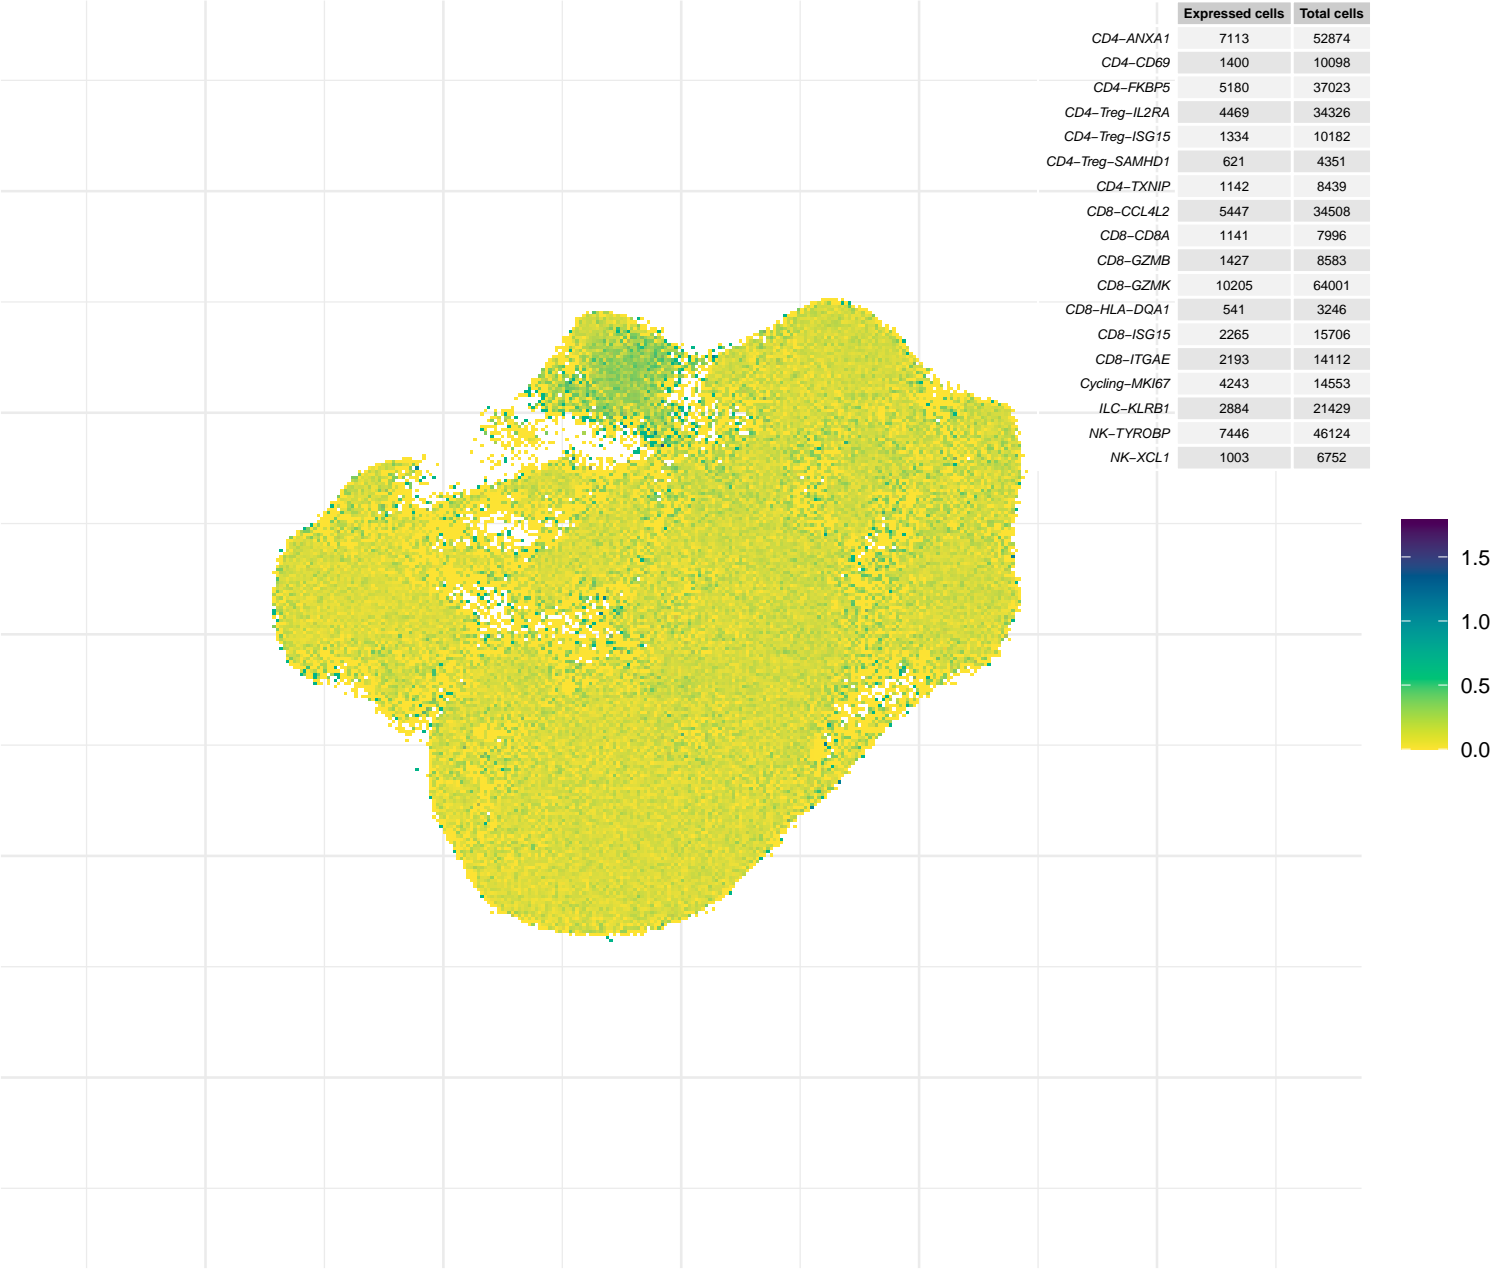 Expressed cells Total cells
CD4−ANXA1 7113 52874
CD4−CD69 1400 10098
CD4−FKBP5 5180 37023
CD4−Treg−IL2RA 4469 34326
CD4−Treg−ISG15 1334 10182
CD4−Treg−SAMHD1 621 4351
CD4−TXNIP 1142 8439
CD8−CCL4L2 5447 34508
CD8−CD8A 1141 7996
CD8−GZMB 1427 8583
CD8−GZMK 10205 64001
CD8−HLA−DQA1 541 3246
CD8−ISG15 2265 15706
CD8−ITGAE 2193 14112
Cycling−MKI67 4243 14553
ILC−KLRB1 2884 21429
NK−TYROBP 7446 46124
NK−XCL1 1003 6752
1.5
1.0
0.5
0.0